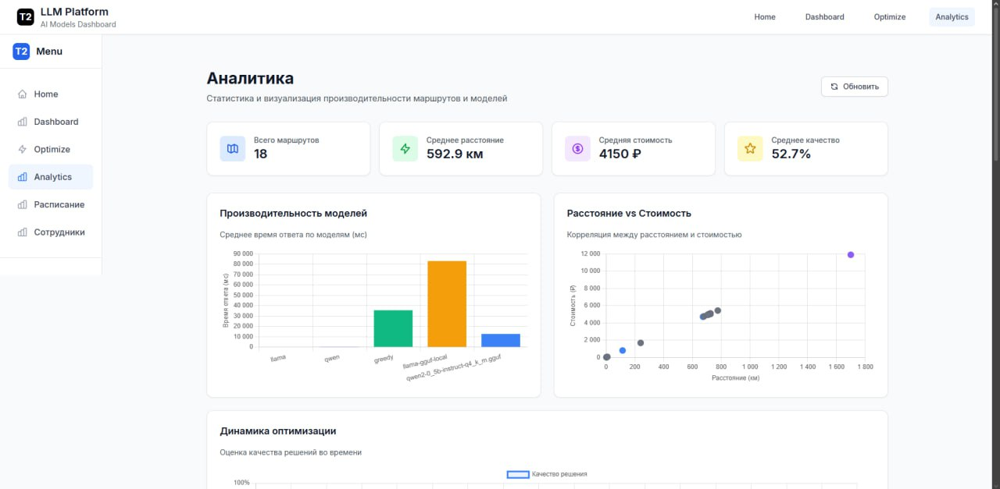 T2
LLM Platform
AI Models Dashboard
Home
Dashboard
Optimize
Analytics
T2 Menu
Home
Dashboard
Optimize
Analytics
Расписание
Сотрудники
Аналитика
Статистика и визуализация производительности маршрутов и моделей
Обновить
Всего маршрутов
18
Среднее расстояние
592.9 км
Средняя стоимость
4150 ₽
Среднее качество
52.7%
Производительность моделей
Среднее время ответа по моделям (мс)
Время ответа (мс)
90 000
80 000
70 000
60 000
50 000
40 000
30 000
20 000
10 000
0
llama
qwen
greedy
llama-gguf-local
qwen2-0_5b-instruct-q4_k_m.gguf
Расстояние vs Стоимость
Корреляция между расстоянием и стоимостью
Стоимость (₽)
12 000
10 000
8 000
6 000
4 000
2 000
0
0 200 400 600 800 1 000 1 200 1 400 1 600 1 800
Расстояние (км)
Динамика оптимизации
Оценка качества решений во времени
Качество решения
100%